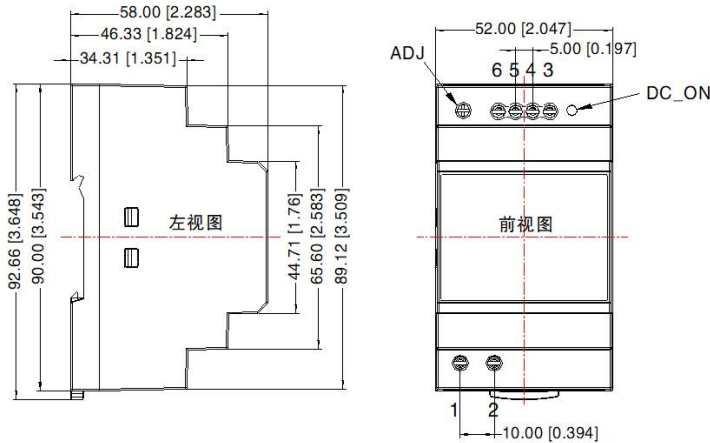 58.00 [2.283]
46.33 [1.824]
34.31 [1.351]
92.66 [3.648]
90.00 [3.543]
左视图
44.71 [1.76]
65.60 [2.583]
89.12 [3.509]
52.00 [2.047]
5.00 [0.197]
ADJ
6 5 4 3
DC_ON
前视图
1 2
10.00 [0.394]